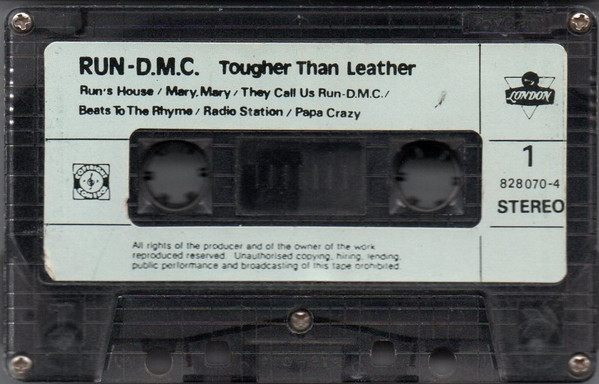 RUN-D.M.C. Tougher Than Leather
Run's House / Mary, Mary / They Call Us Run-D.M.C. /
Beats To The Rhyme / Radio Station / Papa Crazy
LONDON
1
828070-4
STEREO
All rights of the producer and of the owner of the work
reproduced reserved. Unauthorised copying, hiring, lending,
public performance and broadcasting of this tape prohibited.